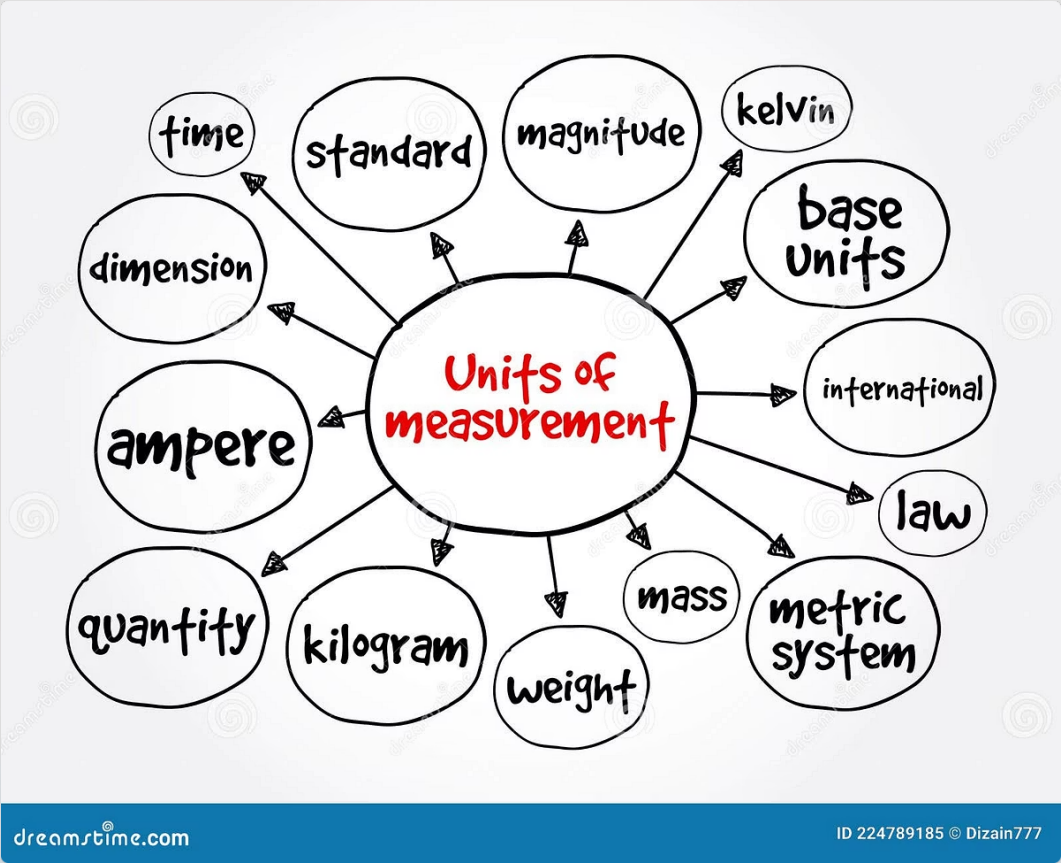 time
standard
magnitude
kelvin
base
units
dimension
Units of
measurement
international
ampere
law
quantity
kilogram
weight
mass
metric
system
dreamstime.com
ID 224789185 © Dizain777